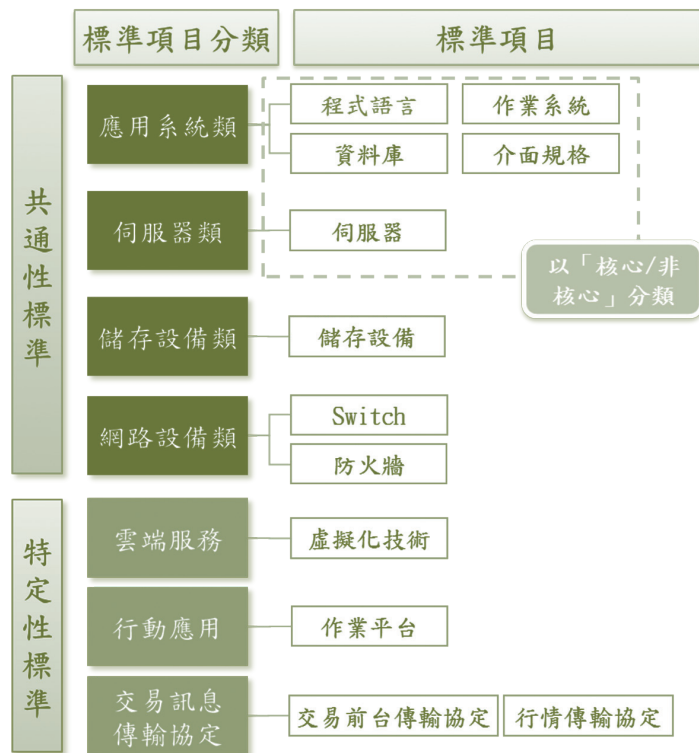 標準項目分類
標準項目
共通性標準
應用系統類
程式語言
作業系統
資料庫
介面規格
伺服器類
伺服器
以「核心/非
核心」分類
儲存設備類
儲存設備
網路設備類
Switch
防火牆
特定性標準
雲端服務
虛擬化技術
行動應用
作業平台
交易訊息
傳輸協定
交易前台傳輸協定
行情傳輸協定